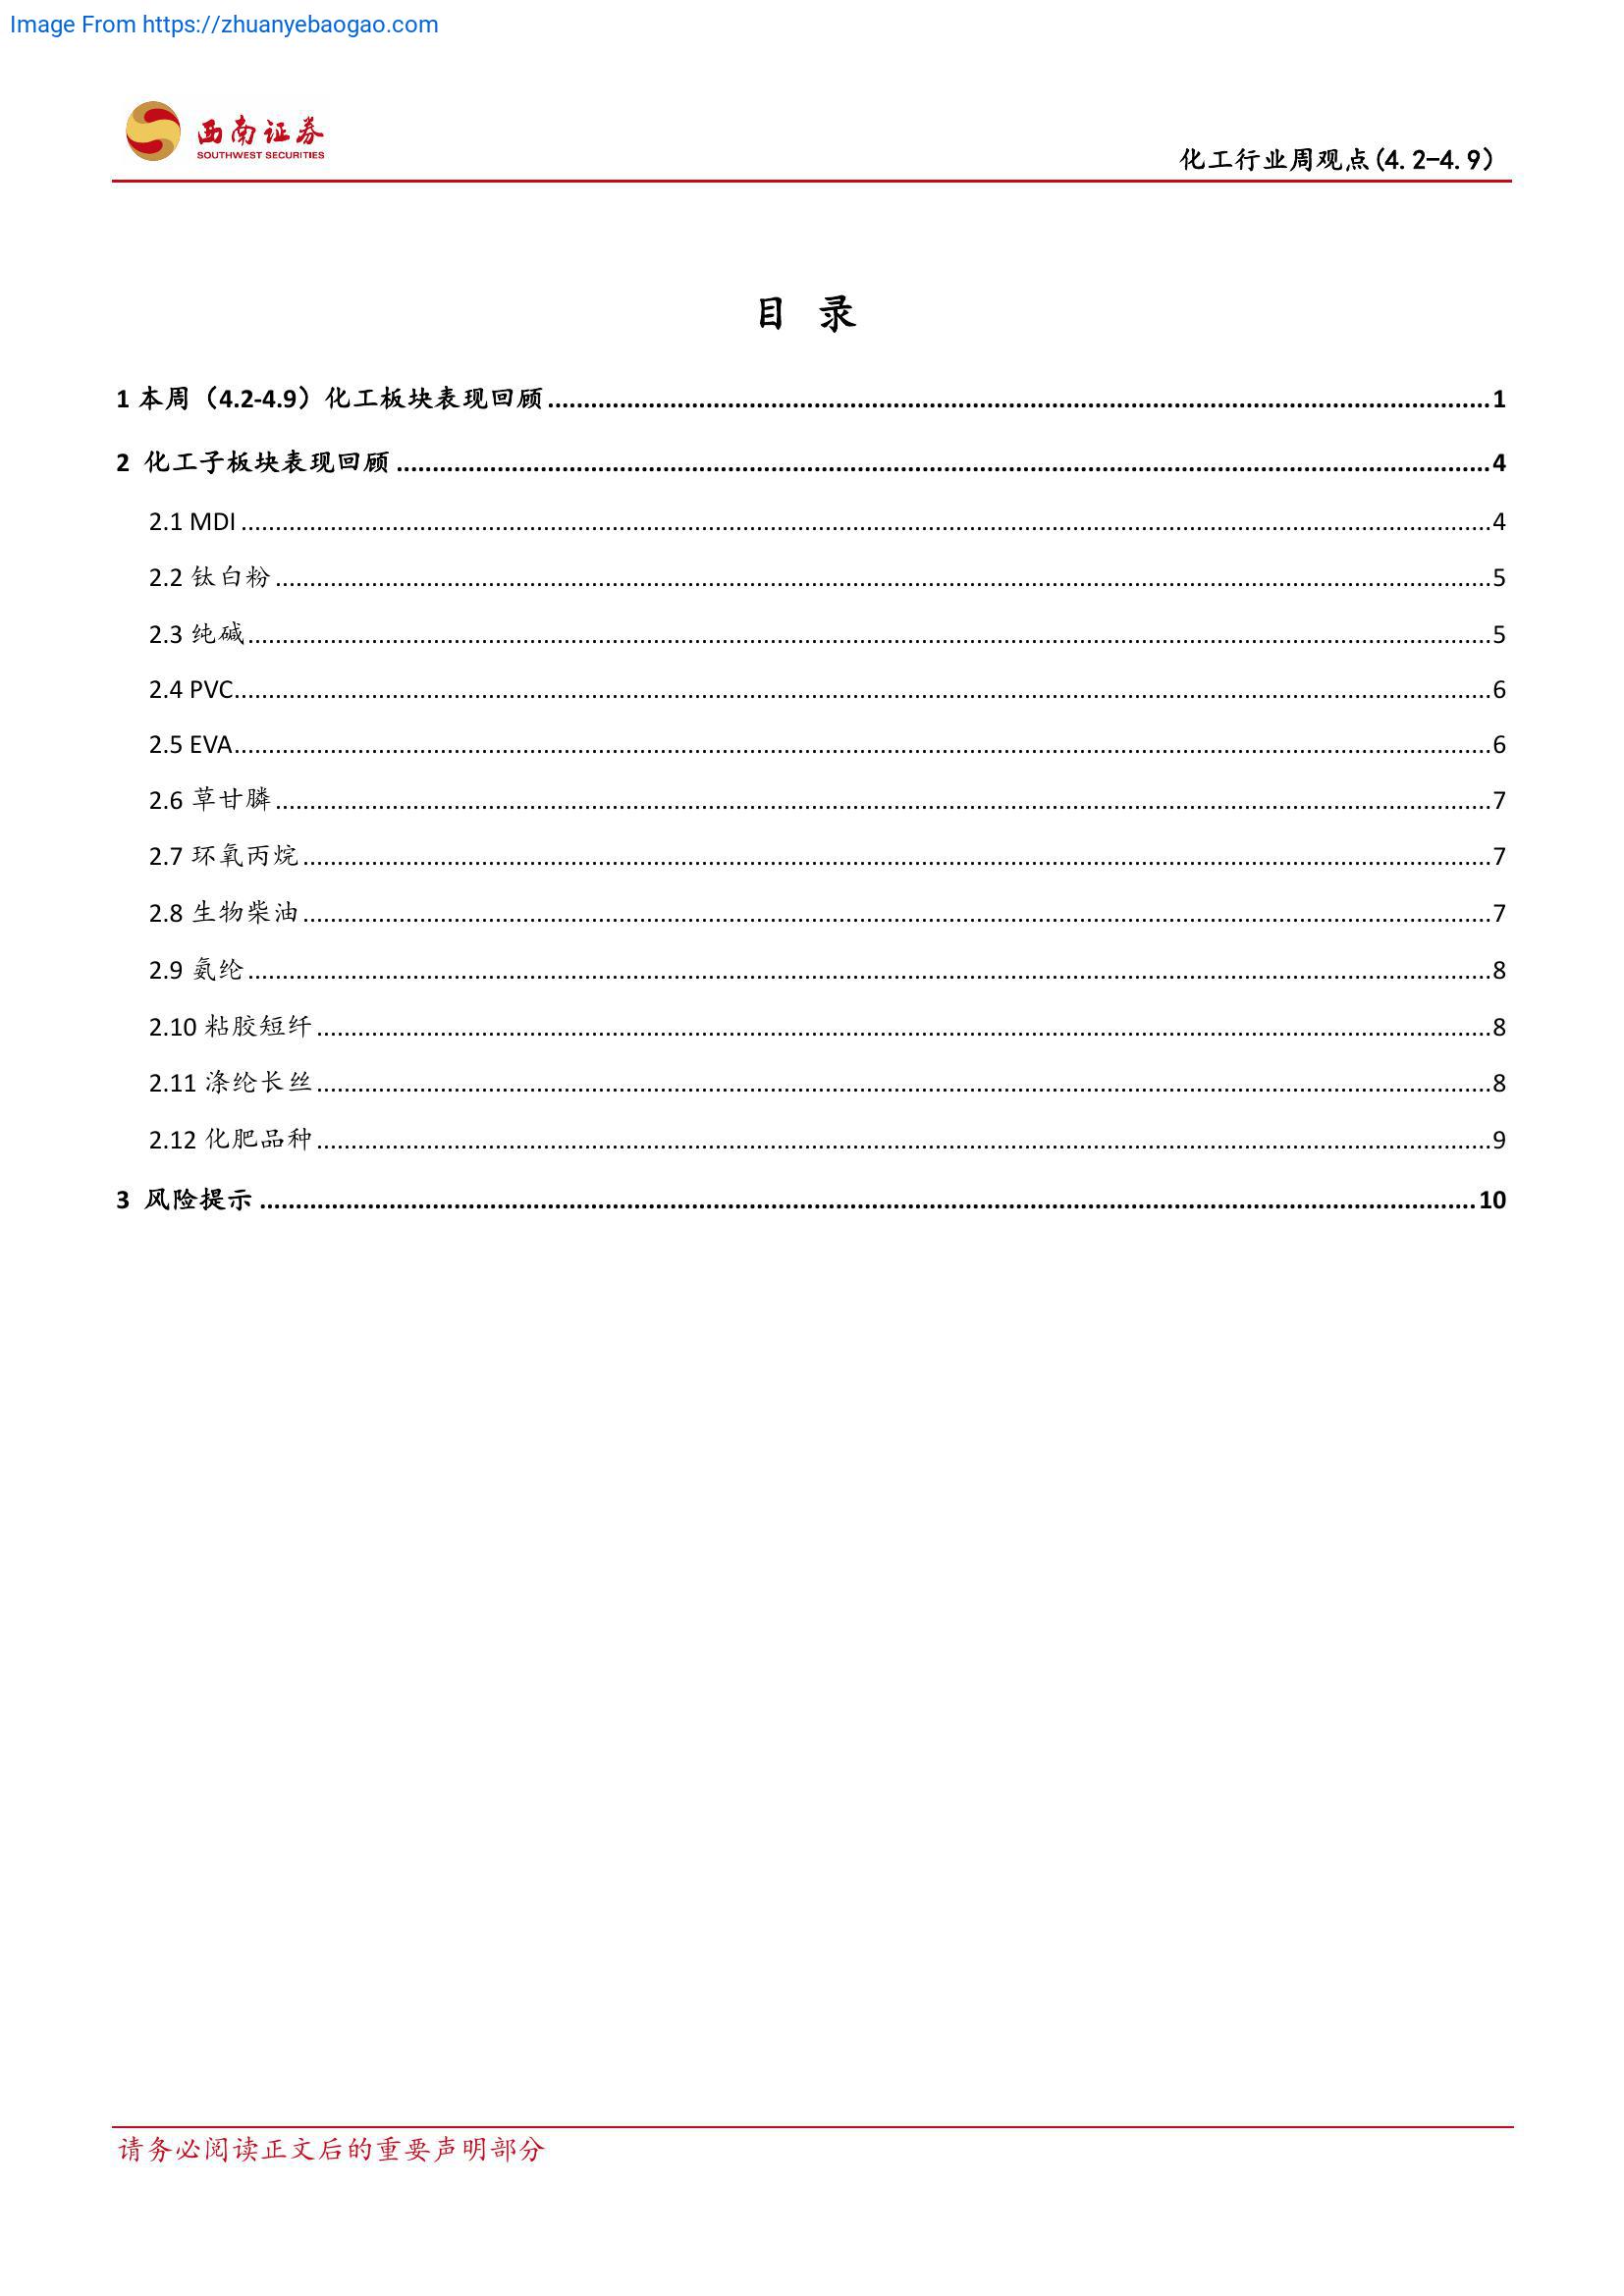 Image From https://zhuanyebaogao.com
西南证券
SOUTHWEST SECURITIES
化工行业周观点(4.2-4.9)
目 录
1 本周（4.2-4.9）化工板块表现回顾 1
2 化工子板块表现回顾 4
2.1 MDI 4
2.2 钛白粉 5
2.3 纯碱 5
2.4 PVC 6
2.5 EVA 6
2.6 草甘膦 7
2.7 环氧丙烷 7
2.8 生物柴油 7
2.9 氨纶 8
2.10 粘胶短纤 8
2.11 涤纶长丝 8
2.12 化肥品种 9
3 风险提示 10
请务必阅读正文后的重要声明部分